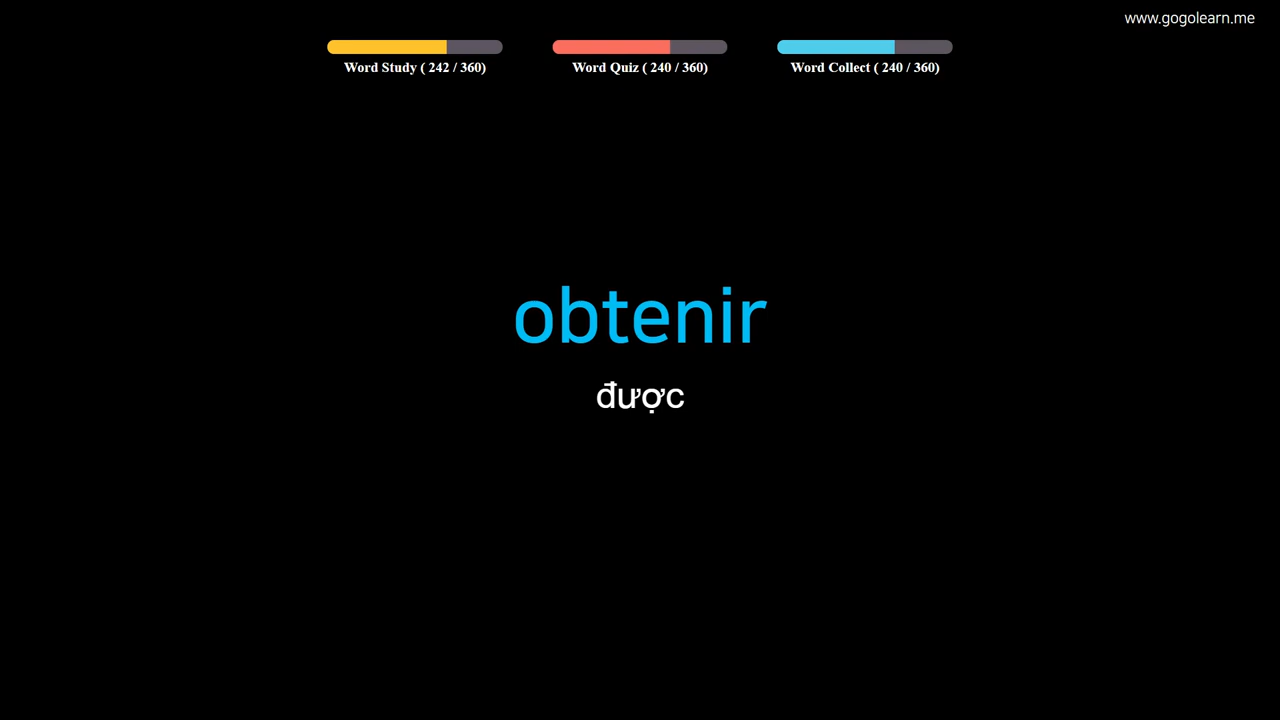 www.gogolearn.me
Word Study ( 242 / 360)
Word Quiz ( 240 / 360)
Word Collect ( 240 / 360)
obtenir
được